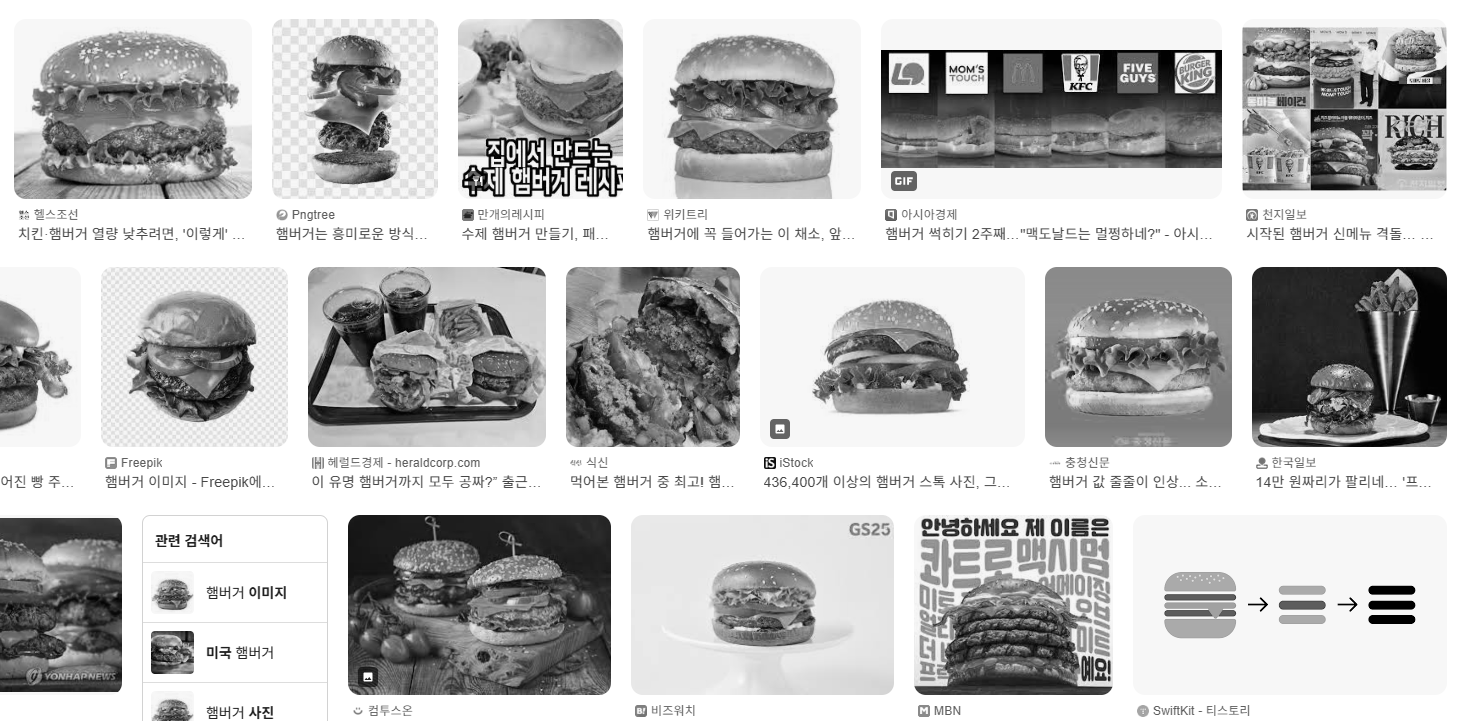 집에서 만드는
수제 햄버거 레시피
MOM'S
TOUCH
KFC
FIVE
GUYS
BURGER
KING
GIF
RICH
헬스조선
치킨·햄버거 열량 낮추려면, '이렇게' ...
Pngtree
햄버거는 흥미로운 방식...
만개의레시피
수제 햄버거 만들기, 패...
위키트리
햄버거에 꼭 들어가는 이 채소, 앞...
아시아경제
햄버거 썩히기 2주째…"맥도날드는 멀쩡하네?" - 아시...
천지일보
시작된 햄버거 신메뉴 격돌… ...
어진 빵 주...
Freepik
햄버거 이미지 - Freepik에...
헤럴드경제 - heraldcorp.com
이 유명 햄버거까지 모두 공짜?” 출근...
식신
먹어본 햄버거 중 최고! 햄...
iStock
436,400개 이상의 햄버거 스톡 사진, 그...
충청신문
햄버거 값 줄줄이 인상... 소...
한국일보
14만 원짜리가 팔리네... '프...
YONHAPNEWS
관련 검색어
햄버거 이미지
미국 햄버거
햄버거 사진
컴투스온
GS25
비즈워치
안녕하세요 제 이름은
콰트로맥시멈
예요!
MBN
SwiftKit - 티스토리